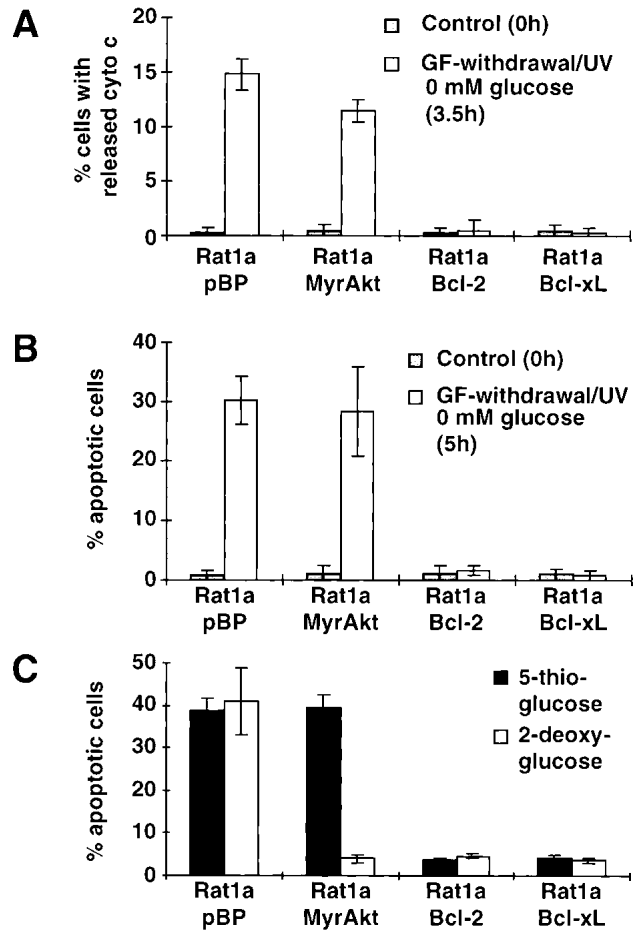 A
% cells with
released cyto c
20
15
10
5
0
Control (0h)
GF-withdrawal/UV
0 mM glucose
(3.5h)
Rat1a Rat1a Rat1a Rat1a
pBP MyrAkt Bcl-2 Bcl-xL
B
% apoptotic cells
40
30
20
10
0
Control (0h)
GF-withdrawal/UV
0 mM glucose
(5h)
Rat1a Rat1a Rat1a Rat1a
pBP MyrAkt Bcl-2 Bcl-xL
C
% apoptotic cells
50
40
30
20
10
0
5-thio-
glucose
2-deoxy-
glucose
Rat1a Rat1a Rat1a Rat1a
pBP MyrAkt Bcl-2 Bcl-xL